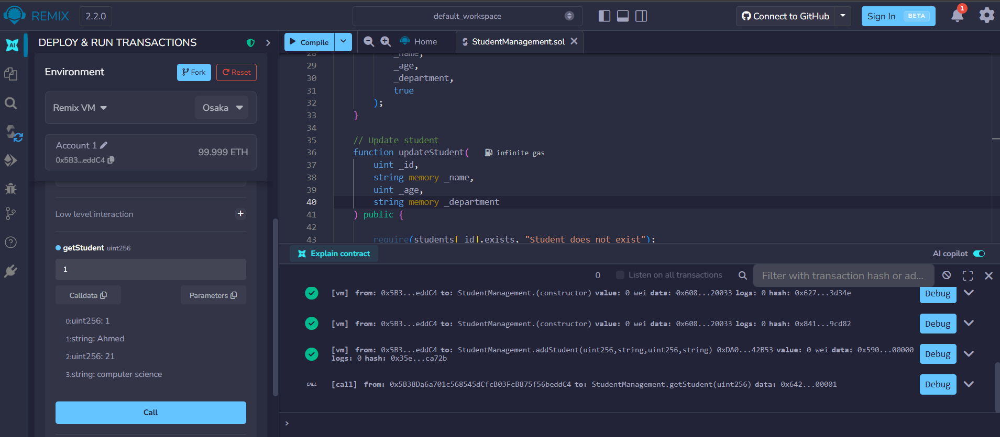 REMIX 2.2.0 default_workspace Connect to GitHub Sign In BETA 1
DEPLOY & RUN TRANSACTIONS
AI
Environment Fork Reset
Remix VM Osaka
Account 1
0x5B3...eddC4 99.999 ETH
Low level interaction +
getStudent uint256
1
Calldata Parameters
0:uint256: 1
1:string: Ahmed
2:uint256: 21
3:string: computer science
Call
Compile Home StudentManagement.sol
28 _name,
29 _age,
30 _department,
31 true
32 );
33 }
34
35 // Update student
36 function updateStudent( infinite gas
37 uint _id,
38 string memory _name,
39 uint _age,
40 string memory _department
41 ) public {
42
43 require(students[_id].exists, "Student does not exist");
Explain contract AI copilot
0 Listen on all transactions Filter with transaction hash or ad...
[vm] from: 0x5B3...eddC4 to: StudentManagement.(constructor) value: 0 wei data: 0x608...20033 logs: 0 hash: 0x627...3d34e Debug
[vm] from: 0x5B3...eddC4 to: StudentManagement.(constructor) value: 0 wei data: 0x608...20033 logs: 0 hash: 0x841...9cd82 Debug
[vm] from: 0x5B3...eddC4 to: StudentManagement.addStudent(uint256,string,uint256,string) 0xDA0...42B53 value: 0 wei data: 0x590...00000
logs: 0 hash: 0x35e...ca72b Debug
CALL [call] from: 0x5B38Da6a701c568545dCfcB03FcB875f56beddC4 to: StudentManagement.getStudent(uint256) data: 0x642...00001 Debug
>